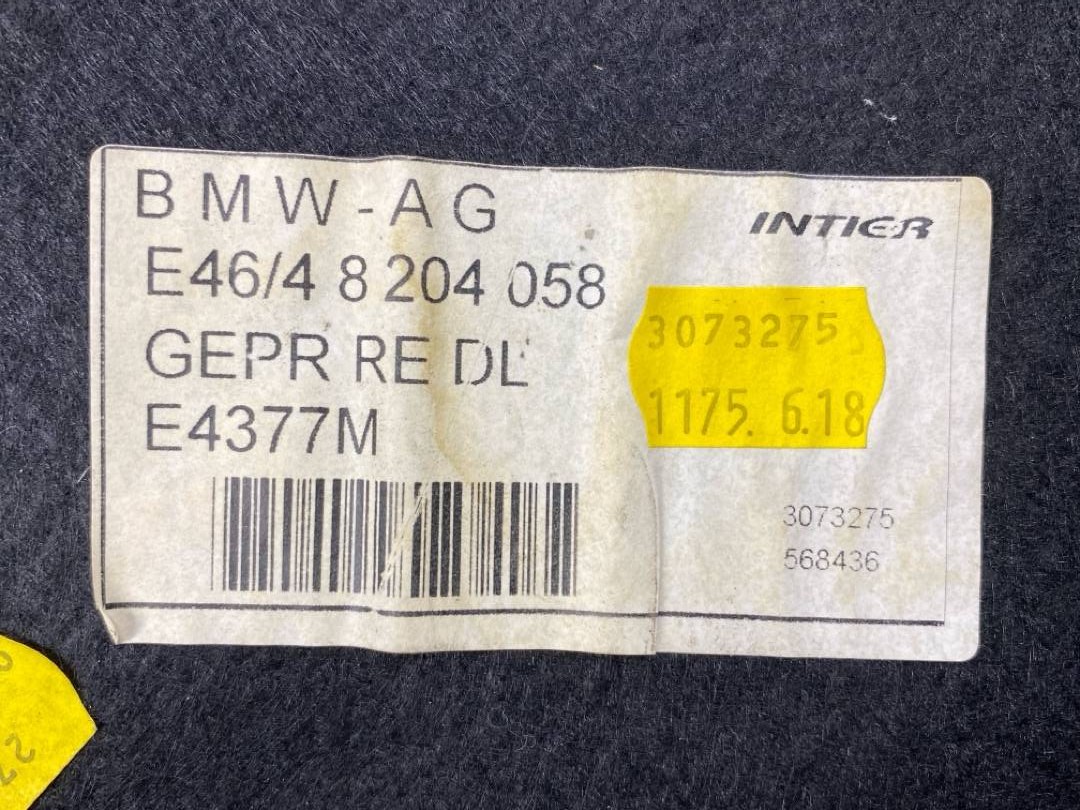 BMW-AG
INTIER
E46/4 8 204 058
GEPR RE DL
E4377M
3073275
1175. 6.18
3073275
568436